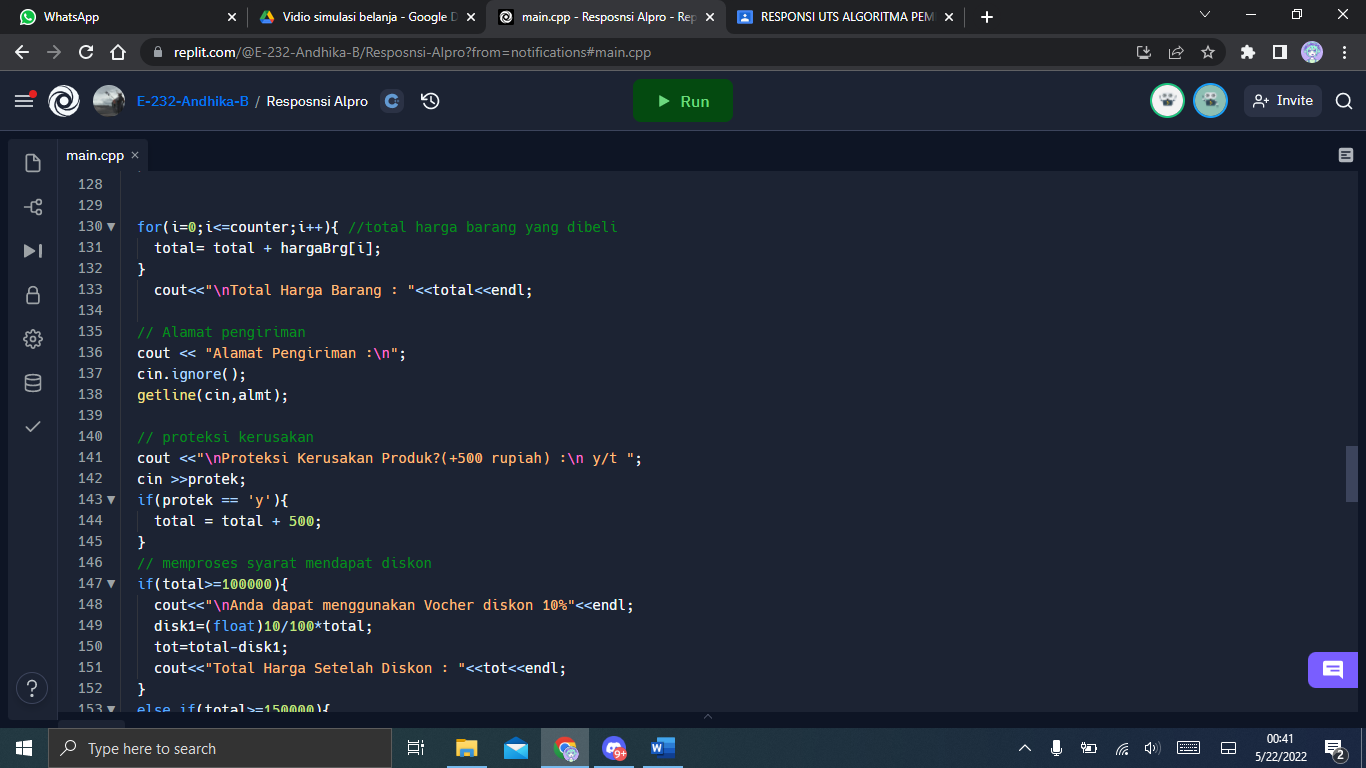 WhatsApp
Vidio simulasi belanja - Google D
main.cpp - Resposnsi Alpro - Rep
RESPONSI UTS ALGORITMA PEM
replit.com/@E-232-Andhika-B/Resposnsi-Alpro?from=notifications#main.cpp
E-232-Andhika-B / Resposnsi Alpro
Run
Invite
main.cpp
128
129
130 for(i=0;i<=counter;i++){ //total harga barang yang dibeli
131 total= total + hargaBrg[i];
132 }
133 cout<<"\nTotal Harga Barang : "<<total<<endl;
134
135 // Alamat pengiriman
136 cout << "Alamat Pengiriman :\n";
137 cin.ignore();
138 getline(cin,almt);
139
140 // proteksi kerusakan
141 cout <<"\nProteksi Kerusakan Produk?(+500 rupiah) :\n y/t ";
142 cin >>protek;
143 if(protek == 'y'){
144 total = total + 500;
145 }
146 // memproses syarat mendapat diskon
147 if(total>=100000){
148 cout<<"\nAnda dapat menggunakan Vocher diskon 10%"<<endl;
149 disk1=(float)10/100*total;
150 tot=total-disk1;
151 cout<<"Total Harga Setelah Diskon : "<<tot<<endl;
152 }
153 else if(total>=150000){
?
Type here to search
9+
W
00:41
5/22/2022
2